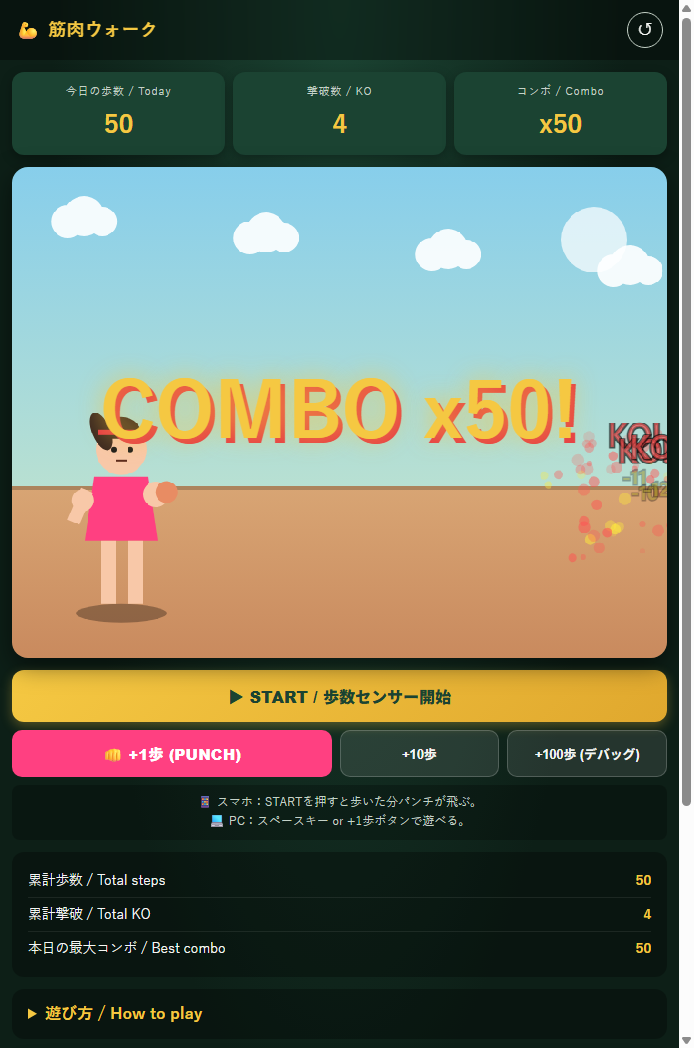 💪 筋肉ウォーク
↺
今日の歩数 / Today
50
撃破数 / KO
4
コンボ / Combo
x50
COMBO x50!
KO!
▶ START / 歩数センサー開始
👊 +1歩 (PUNCH)
+10歩
+100歩 (デバッグ)
📱 スマホ：STARTを押すと歩いた分パンチが飛ぶ。
💻 PC：スペースキー or +1歩ボタンで遊べる。
累計歩数 / Total steps
50
累計撃破 / Total KO
4
本日の最大コンボ / Best combo
50
▶ 遊び方 / How to play